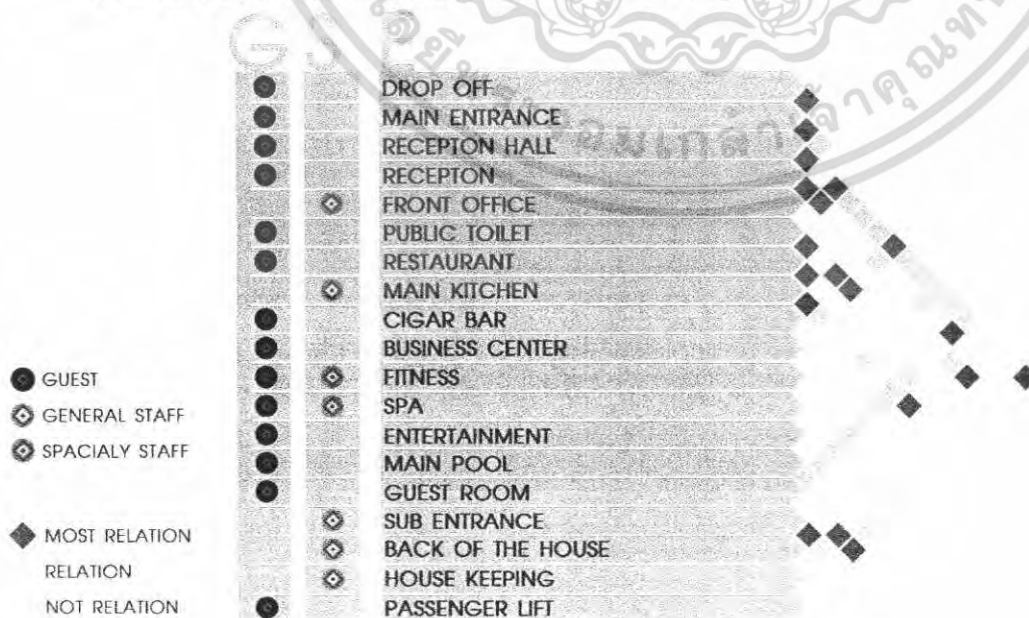 G S P
DROP OFF
MAIN ENTRANCE
RECEPTON HALL
RECEPTON
FRONT OFFICE
PUBLIC TOILET
RESTAURANT
MAIN KITCHEN
CIGAR BAR
BUSINESS CENTER
FITNESS
SPA
ENTERTAINMENT
MAIN POOL
GUEST ROOM
SUB ENTRANCE
BACK OF THE HOUSE
HOUSE KEEPING
PASSENGER LIFT
GUEST
GENERAL STAFF
SPACIALY STAFF
MOST RELATION
RELATION
NOT RELATION